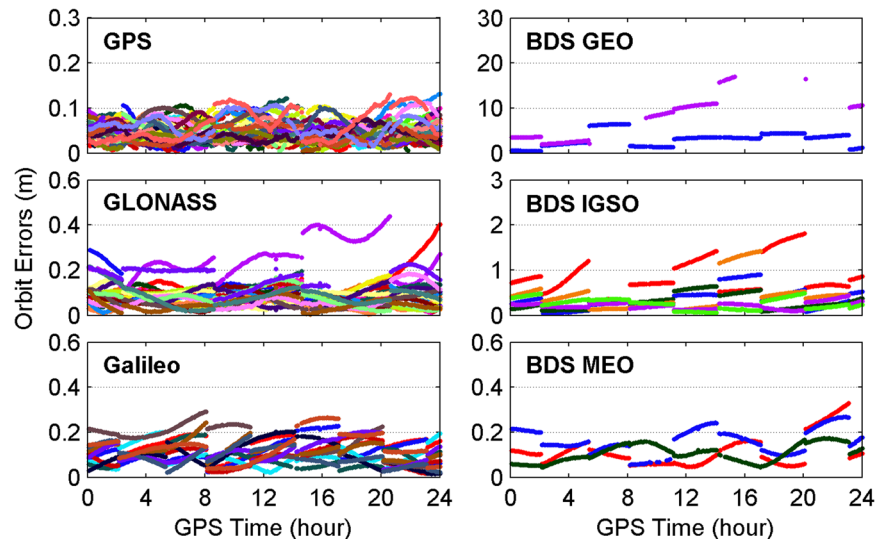 0.3
GPS
0.2
0.1
0
30
BDS GEO
20
10
0
Orbit Errors (m)
0.6
GLONASS
0.4
0.2
0
3
BDS IGSO
2
1
0
0.6
Galileo
0.4
0.2
0
0 4 8 12 16 20 24
GPS Time (hour)
0.6
BDS MEO
0.4
0.2
0
0 4 8 12 16 20 24
GPS Time (hour)